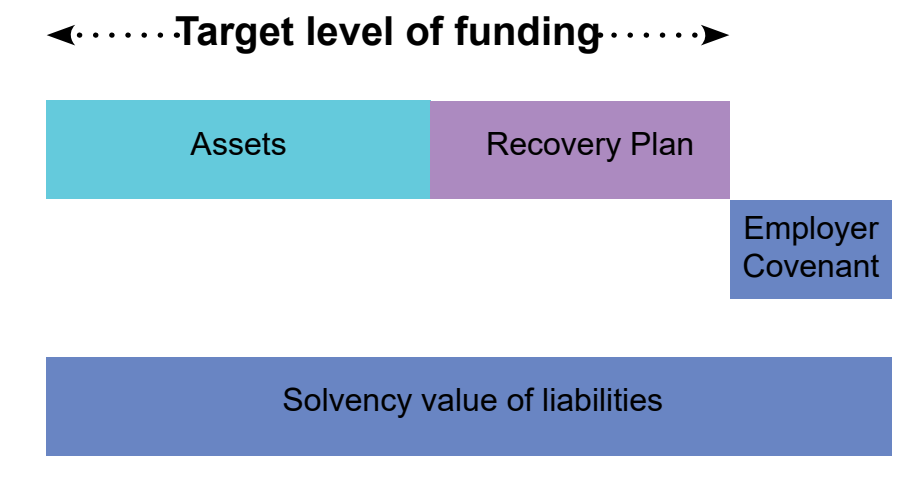 Target level of funding
Assets
Recovery Plan
Employer
Covenant
Solvency value of liabilities